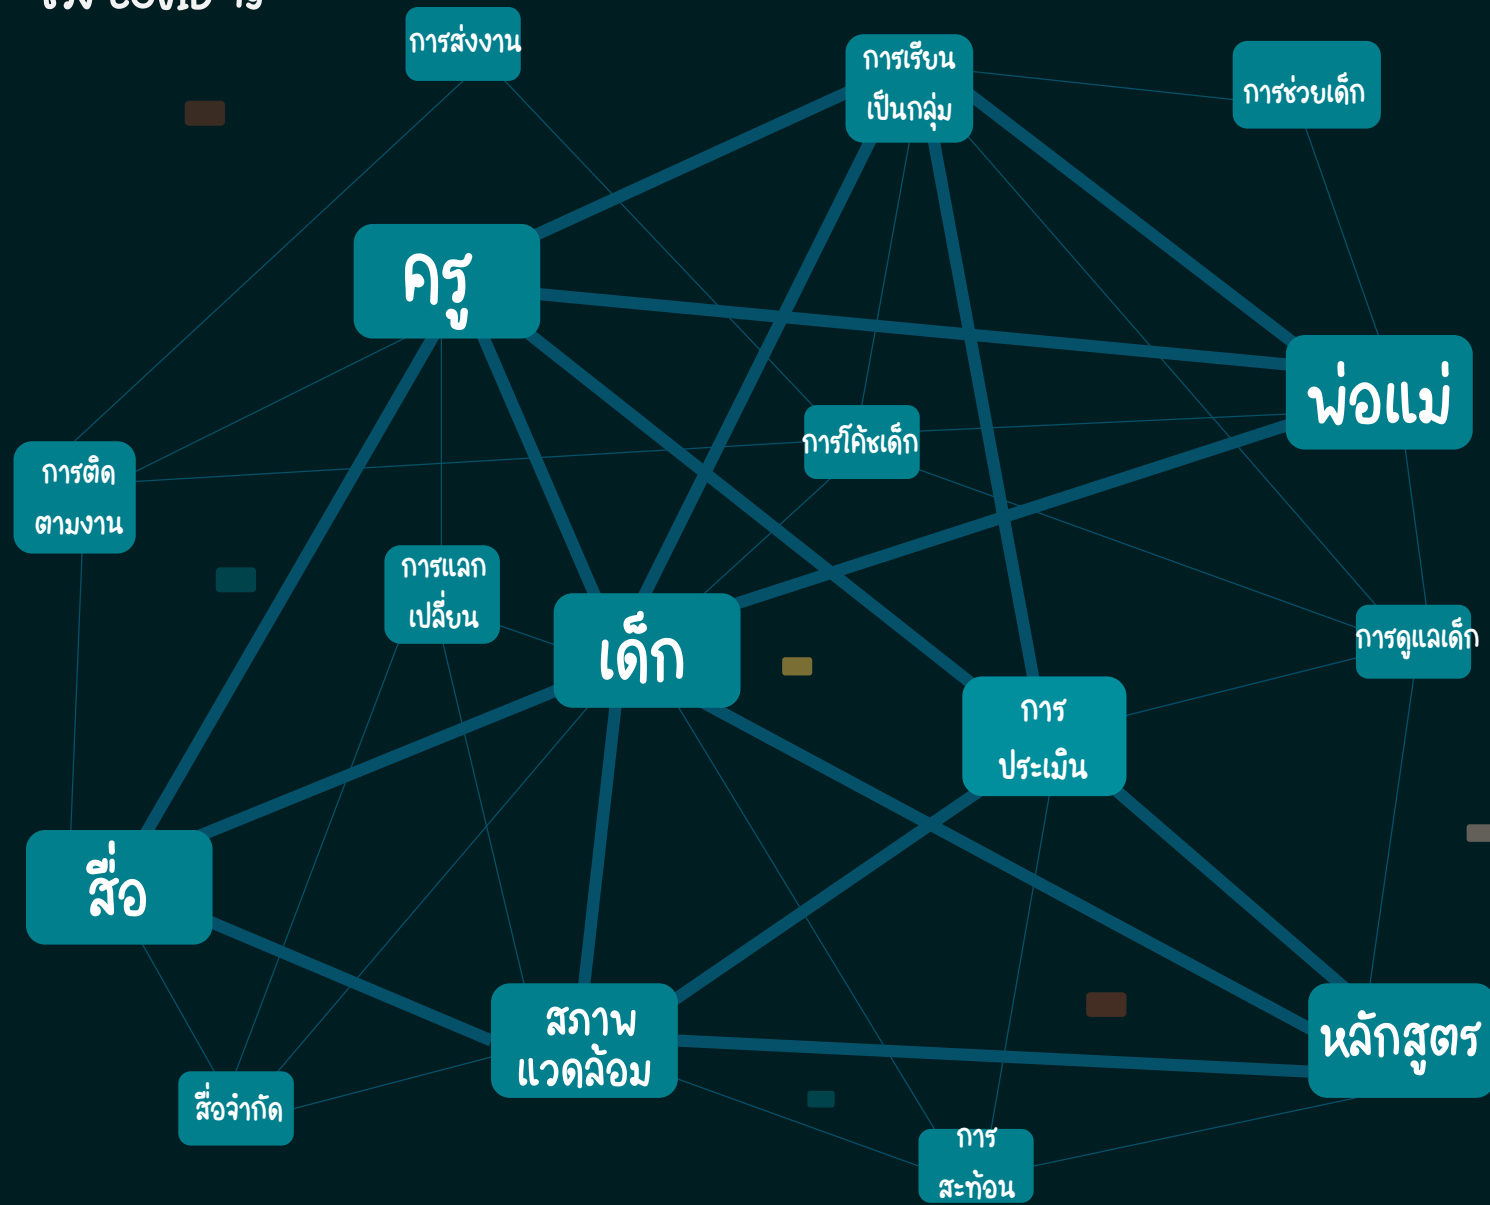 COVID-19
การส่งงาน
การเรียน
เป็นกลุ่ม
การช่วยเด็ก
ครู
พ่อแม่
การโค้ชเด็ก
การติด
ตามงาน
การแลก
เปลี่ยน
เด็ก
การดูแลเด็ก
การ
ประเมิน
สื่อ
สภาพ
แวดล้อม
หลักสูตร
สื่อจำกัด
การ
สะท้อน